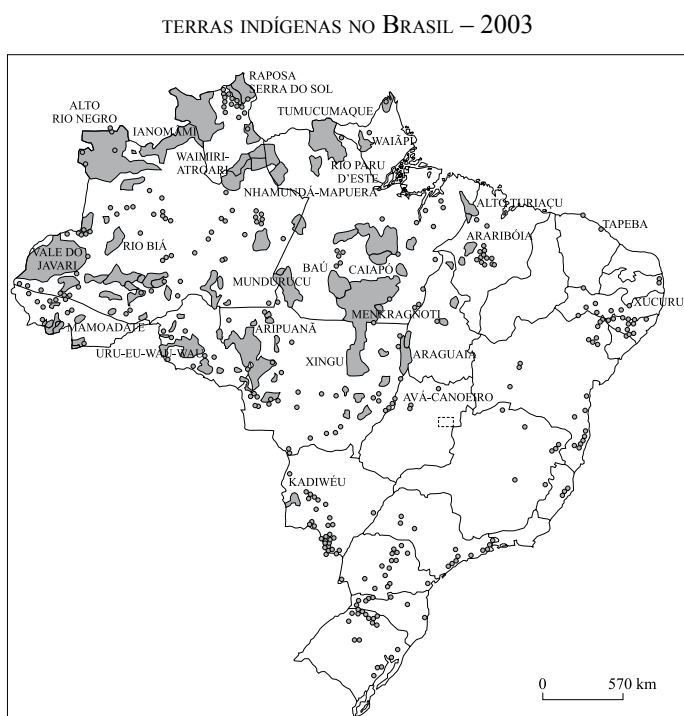 TERRAS INDÍGENAS NO BRASIL – 2003
RAPOSA
SERRA DO SOL
ALTO
RIO NEGRO
TUMUCUMAQUE
IANOMÂMI
WAIÃPI
WAIMIRI-
ATROARI
RIO PARU
D'ESTE
NHAMUNDÁ-MAPUERA
ALTO TURIAÇU
TAPEBA
RIO BIÁ
ARARIBÓIA
VALE DO
JAVARI
BAÚ
CAIAPÓ
MUNDURUCU
XUCURU
MENKRAGNOTI
MAMOADATE
ARIPUANÃ
URU-EU-WAU-WAU
XINGU
ARAGUAIA
AVÁ-CANOEIRO
KADIWÉU
0 570 km